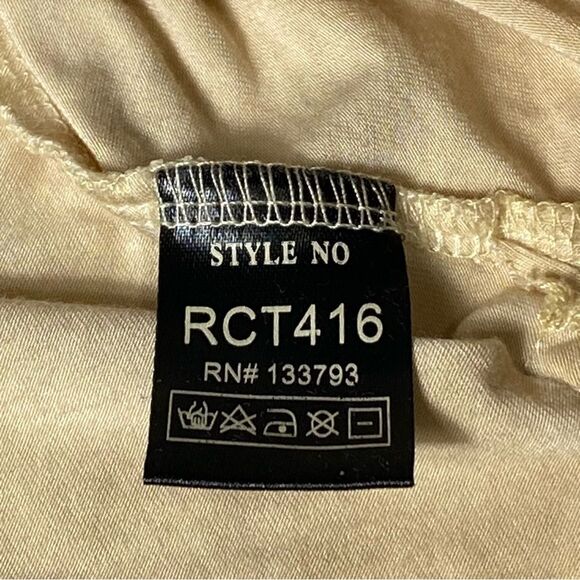 STYLE NO
RCT416
RN# 133793